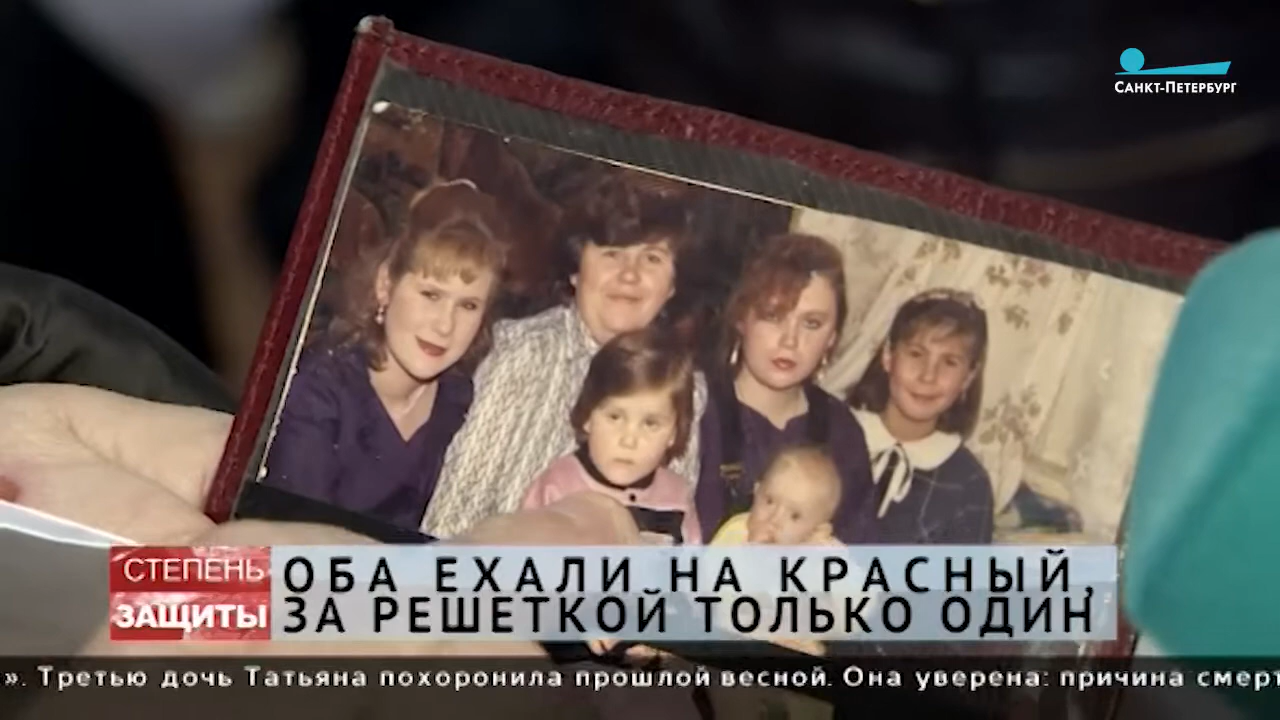 Санкт-Петербург
СТЕПЕНЬ
ЗАЩИТЫ
ОБА ЕХАЛИ НА КРАСНЫЙ,
ЗА РЕШЕТКОЙ ТОЛЬКО ОДИН
». Третью дочь Татьяна похоронила прошлой весной. Она уверена: причина смерт